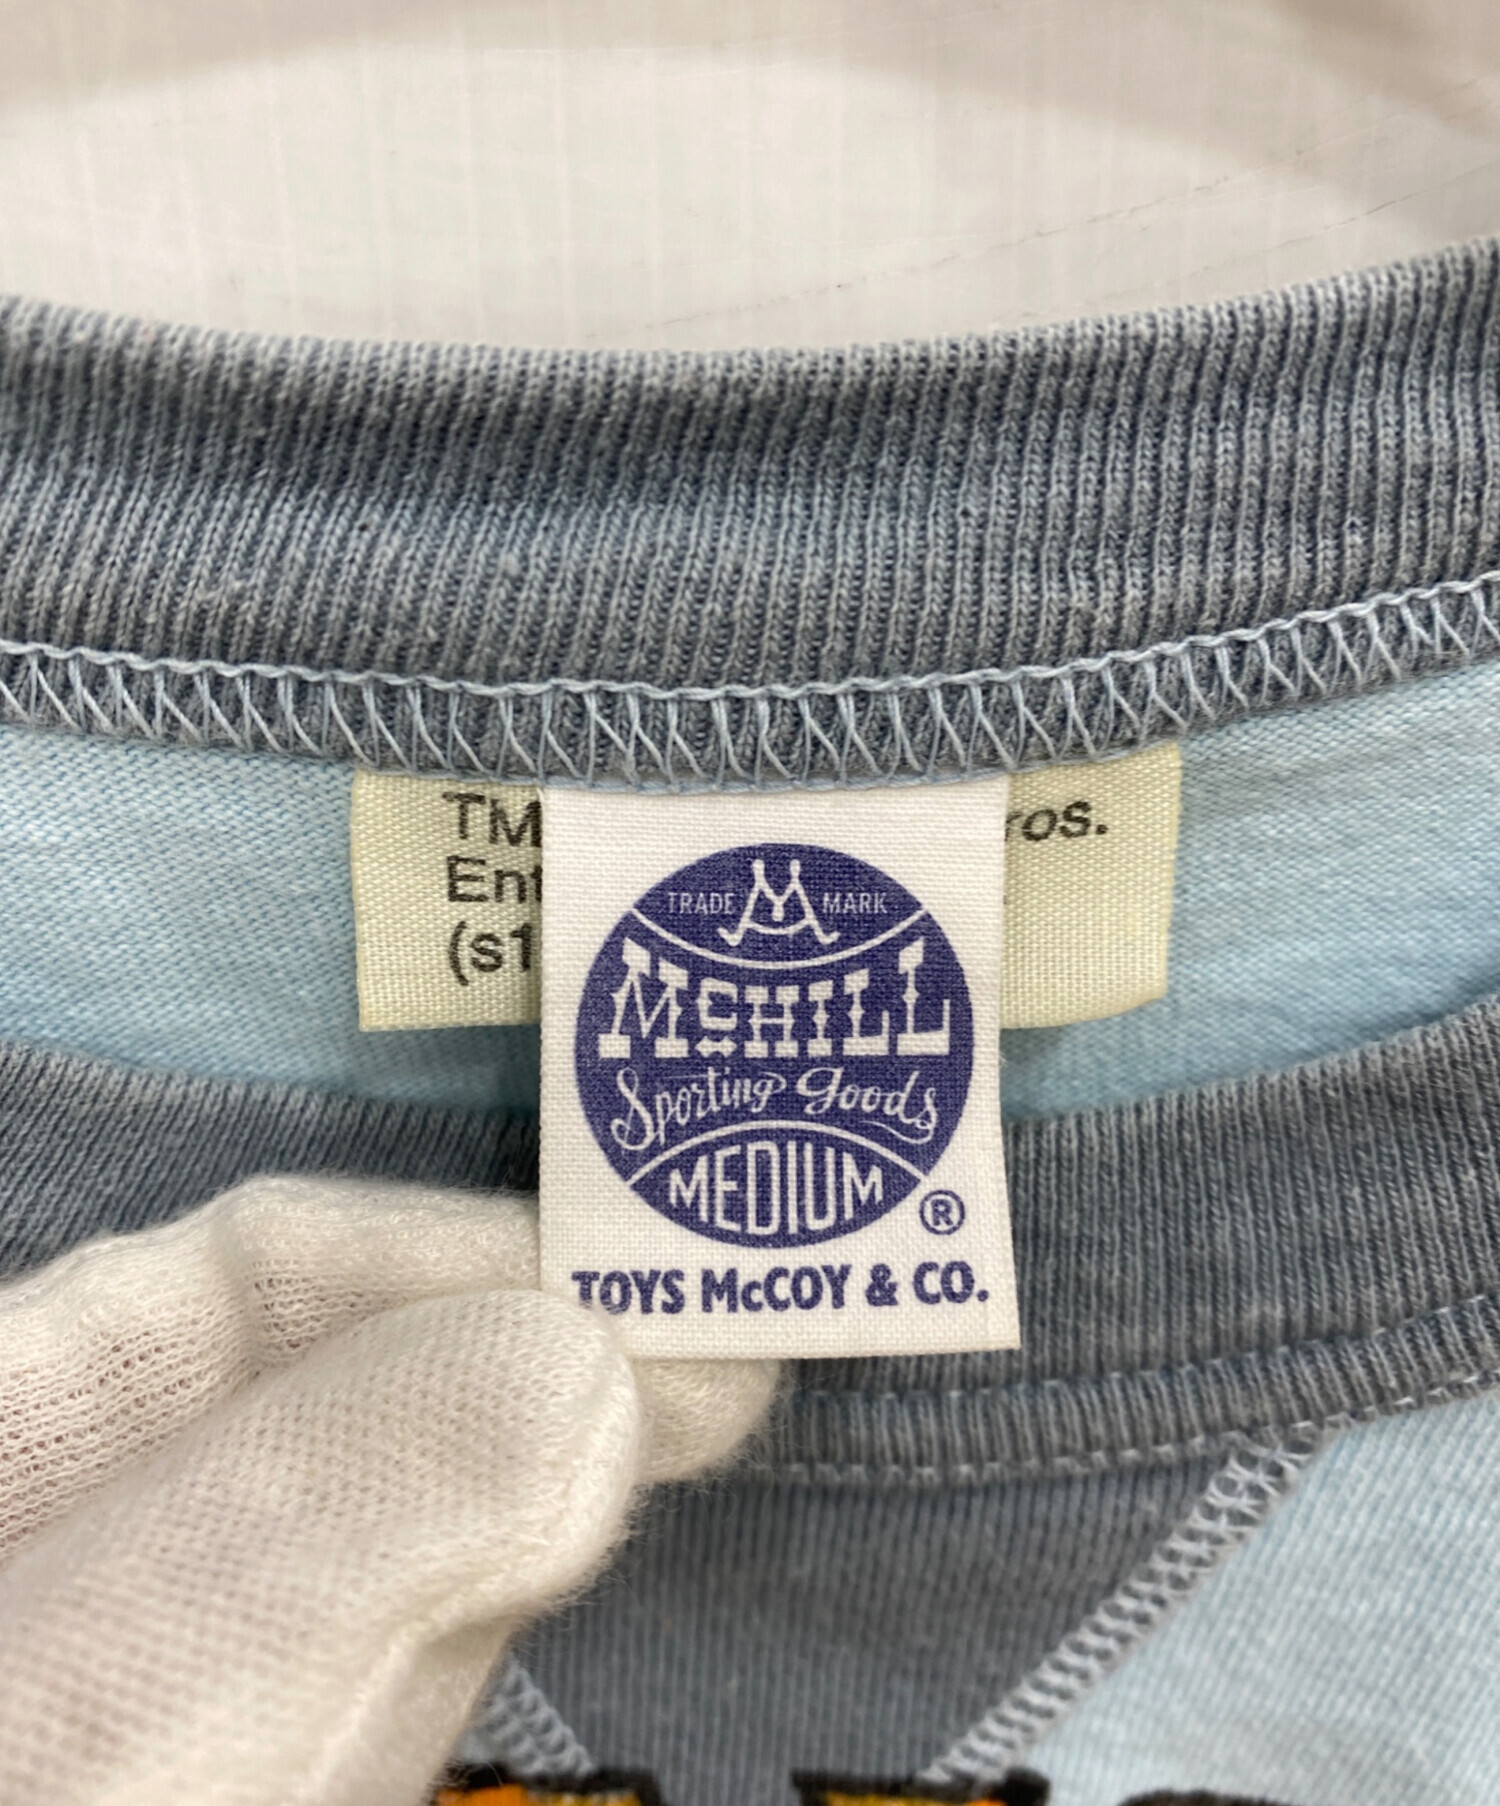 TM
ros.
Ent
(s1
TRADE M MARK
McHILL
Sporting goods
MEDIUM
®
TOYS McCOY & CO.